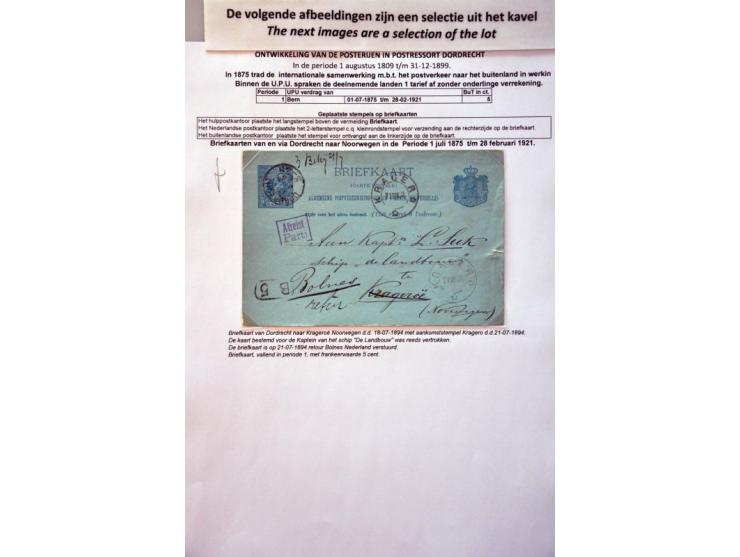 De volgende afbeeldingen zijn een selectie uit het kavel
The next images are a selection of the lot
ONTWIKKELING VAN DE POSTERIJEN IN POSTRESSORT DORDRECHT
In de periode 1 augustus 1809 t/m 31-12-1899.
In 1875 trad de internationale samenwerking m.b.t. het postverkeer naar het buitenland in werkin
Binnen de U.P.U. spraken de deelnemende landen 1 tarief af zonder onderlinge verrekening.
Periode UPU verdrag van BuT in ct.
1 Bern 01-07-1875 t/m 28-02-1921 5
Geplaatste stempels op briefkaarten
Het hulppostkantoor plaatste het langstempel boven de vermelding Briefkaart
Het Nederlandse postkantoor plaatste het 2-letterstempel c.q. kleinrondstempel voor verzending aan de rechterzijde op de briefkaart.
Het buitenlandse postkantoor plaatste het stempel voor ontvangst aan de linkerzijde op de briefkaart.
Briefkaarten van en via Dordrecht naar Noorwegen in de Periode 1 juli 1875 t/m 28 februari 1921.
BRIEFKAART
KRAGERØ
Afreist
Parti
Aan Kapt'n L. Seek
schip de Landbouw
te
Bolnes Krageröe
retur
(Noorwegen)
B 5
Briefkaart van Dordrecht naar Krageröe Noorwegen d.d. 18-07-1894 met aankomststempel Kragero d.d.21-07-1894.
De kaart bestemd voor de Kaptein van het schip "De Landbouw" was reeds vertrokken.
De briefkaart is op 21-07-1894 retour Bolnes Nederland verstuurd.
Briefkaart, vallend in periode 1, met frankeerwaarde 5 cent.